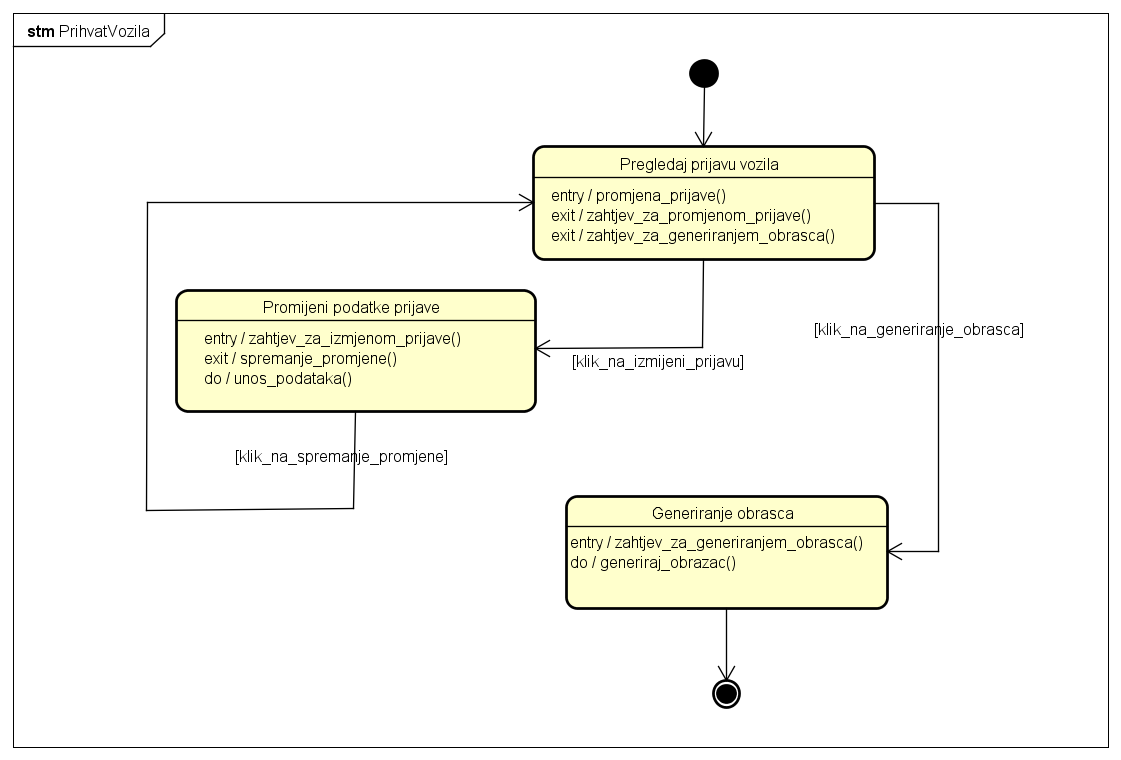 stm PrihvatVozila
Pregledaj prijavu vozila
entry / promjena_prijave()
exit / zahtjev_za_promjenom_prijave()
exit / zahtjev_za_generiranjem_obrasca()
Promijeni podatke prijave
entry / zahtjev_za_izmjenom_prijave()
exit / spremanje_promjene()
do / unos_podataka()
[klik_na_generiranje_obrasca]
[klik_na_izmijeni_prijavu]
[klik_na_spremanje_promjene]
Generiranje obrasca
entry / zahtjev_za_generiranjem_obrasca()
do / generiraj_obrazac()